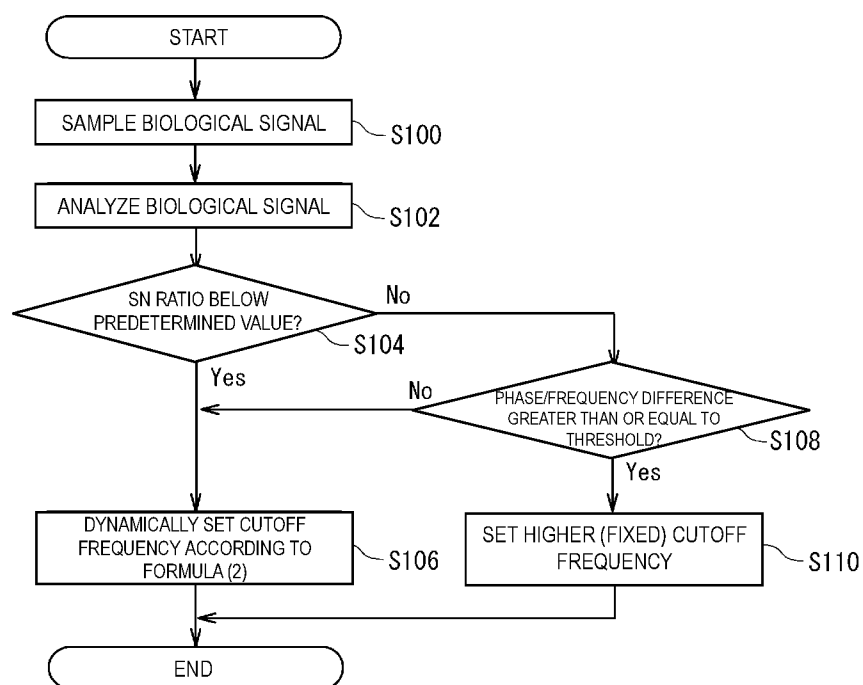 START
SAMPLE BIOLOGICAL SIGNAL
S100
ANALYZE BIOLOGICAL SIGNAL
S102
SN RATIO BELOW
PREDETERMINED VALUE?
No
S104
Yes
No
PHASE/FREQUENCY DIFFERENCE
GREATER THAN OR EQUAL TO
THRESHOLD?
S108
Yes
DYNAMICALLY SET CUTOFF
FREQUENCY ACCORDING TO
FORMULA (2)
S106
SET HIGHER (FIXED) CUTOFF
FREQUENCY
S110
END